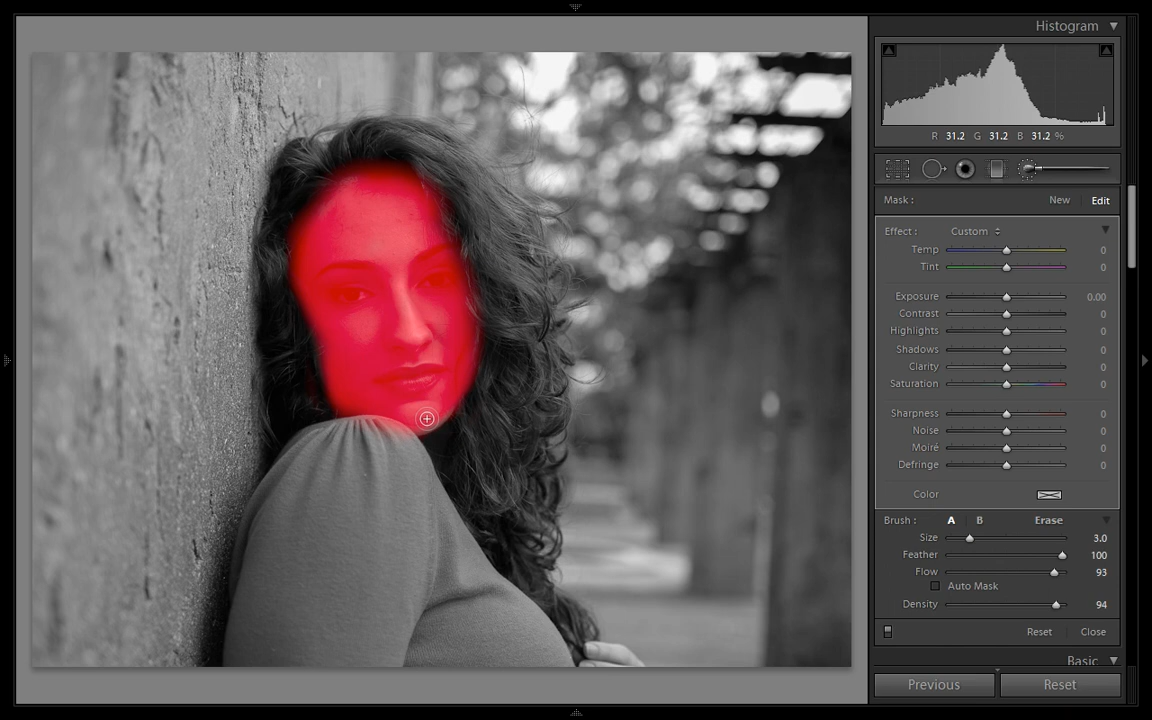 Histogram
R 31.2 G 31.2 B 31.2 %
Mask : New Edit
Effect : Custom
Temp 0
Tint 0
Exposure 0.00
Contrast 0
Highlights 0
Shadows 0
Clarity 0
Saturation 0
Sharpness 0
Noise 0
Moiré 0
Defringe 0
Color
Brush : A B Erase
Size 3.0
Feather 100
Flow 93
Auto Mask
Density 94
Reset Close
Basic
Previous Reset